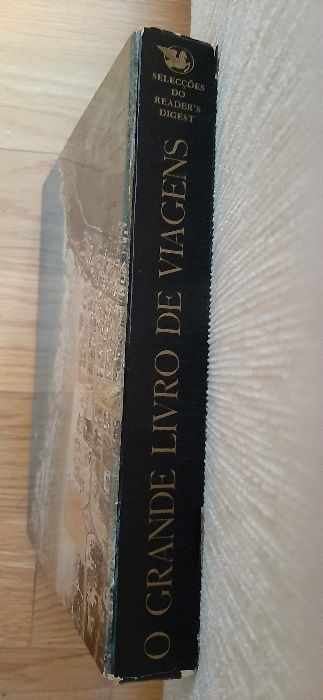 SELECÇÕES
DO
READER'S
DIGEST
O GRANDE LIVRO DE VIAGENS